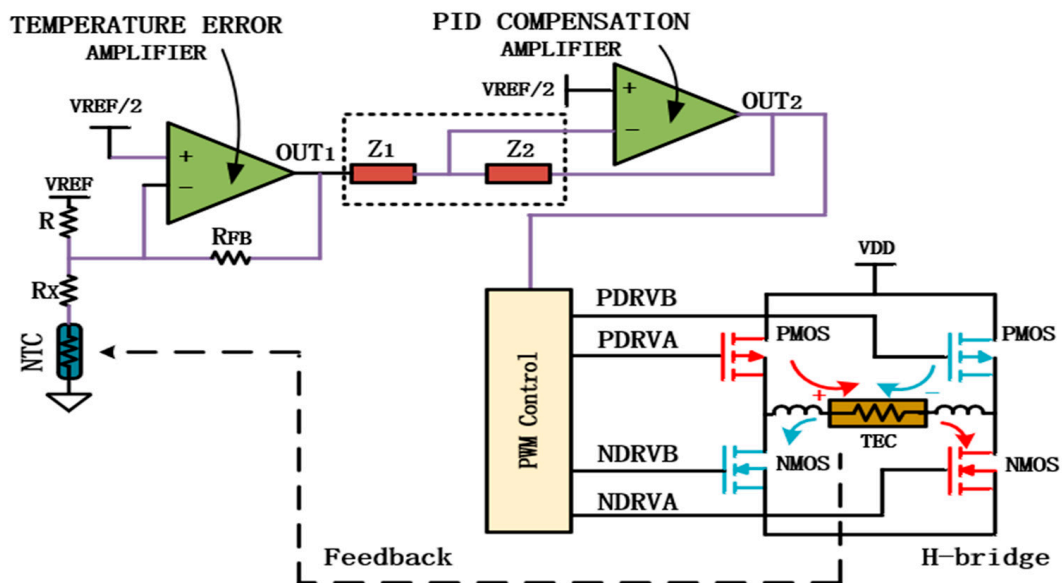 TEMPERATURE ERROR
AMPLIFIER
PID COMPENSATION
AMPLIFIER
VREF/2
+
−
OUT1
VREF/2
+
−
OUT2
Z1
Z2
VREF
R
RFB
Rx
NTC
PWM Control
PDRVB
PDRVA
NDRVB
NDRVA
VDD
PMOS
PMOS
+
−
TEC
NMOS
NMOS
Feedback
H-bridge